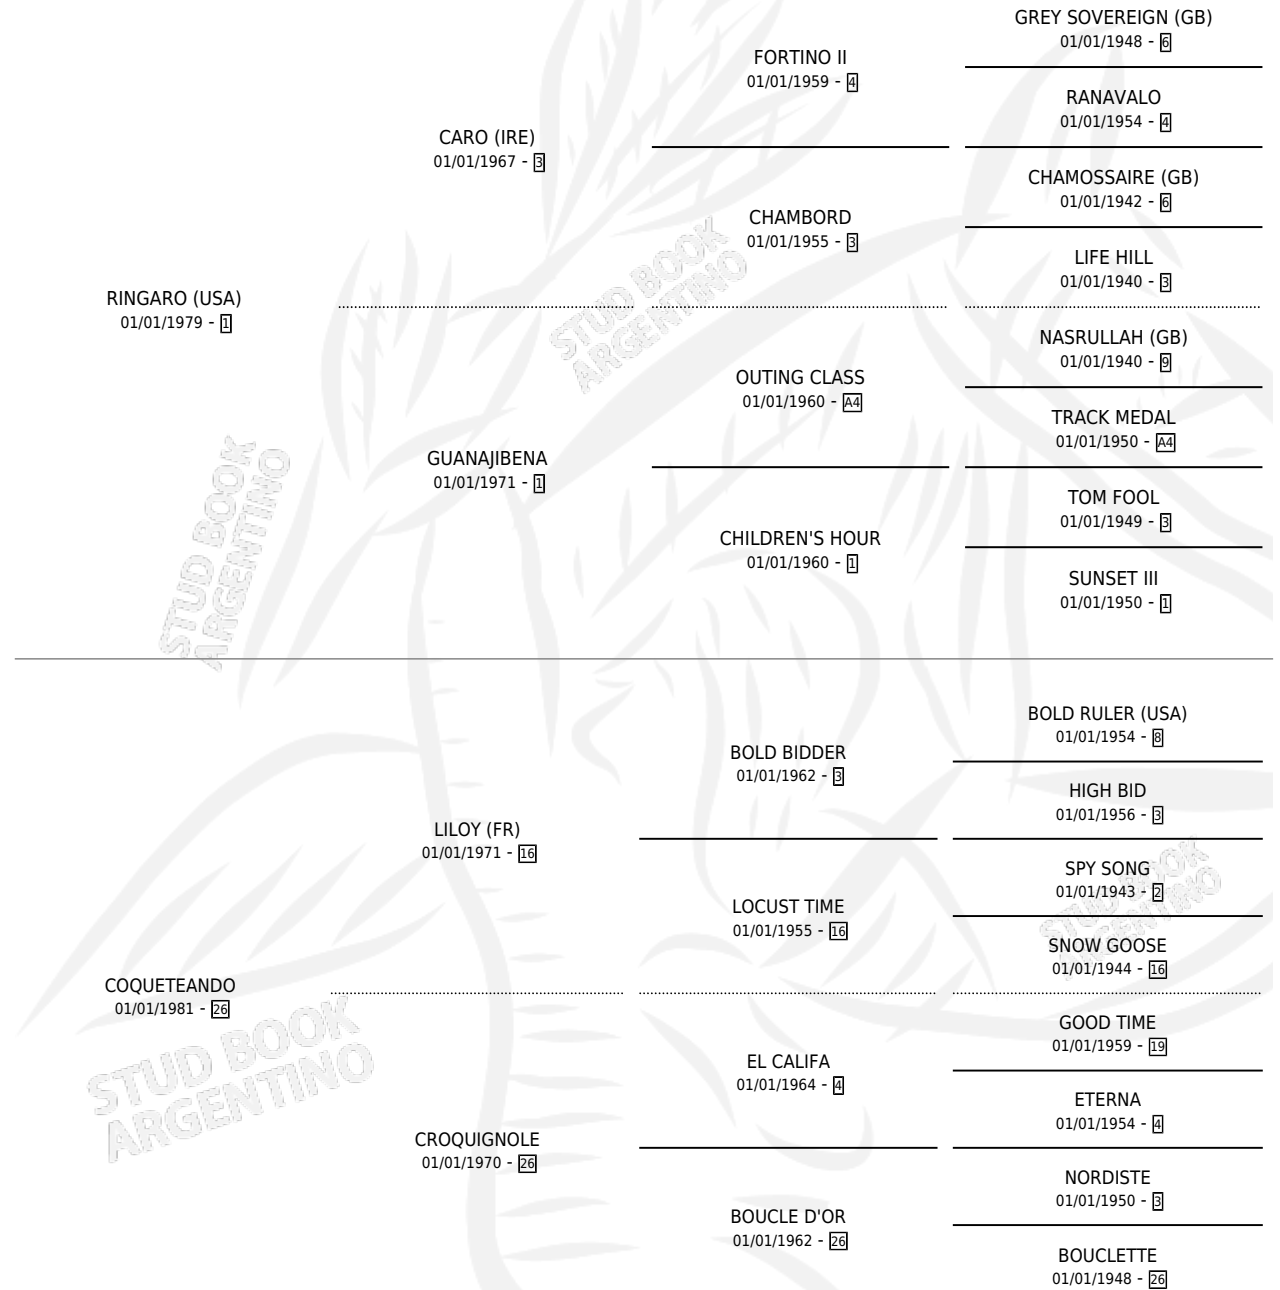 GREY SOVEREIGN (GB)
01/01/1948 - 6
FORTINO II
01/01/1959 - 4
RANAVALO
01/01/1954 - 4
CARO (IRE)
01/01/1967 - 3
CHAMOSSAIRE (GB)
01/01/1942 - 6
CHAMBORD
01/01/1955 - 3
LIFE HILL
01/01/1940 - 3
RINGARO (USA)
01/01/1979 - 1
NASRULLAH (GB)
01/01/1940 - 9
OUTING CLASS
01/01/1960 - A4
TRACK MEDAL
01/01/1950 - A4
GUANAJIBENA
01/01/1971 - 1
TOM FOOL
01/01/1949 - 3
CHILDREN'S HOUR
01/01/1960 - 1
SUNSET III
01/01/1950 - 1
STUD BOOK
ARGENTINO
STUD BOOK
ARGENTINO
BOLD RULER (USA)
01/01/1954 - 8
BOLD BIDDER
01/01/1962 - 3
HIGH BID
01/01/1956 - 3
LILOY (FR)
01/01/1971 - 16
SPY SONG
01/01/1943 - 2
LOCUST TIME
01/01/1955 - 16
SNOW GOOSE
01/01/1944 - 16
STUD BOOK
ARGENTINO
COQUETEANDO
01/01/1981 - 26
GOOD TIME
01/01/1959 - 19
EL CALIFA
01/01/1964 - 4
ETERNA
01/01/1954 - 4
STUD BOOK
ARGENTINO
CROQUIGNOLE
01/01/1970 - 26
NORDISTE
01/01/1950 - 3
BOUCLE D'OR
01/01/1962 - 26
BOUCLETTE
01/01/1948 - 26